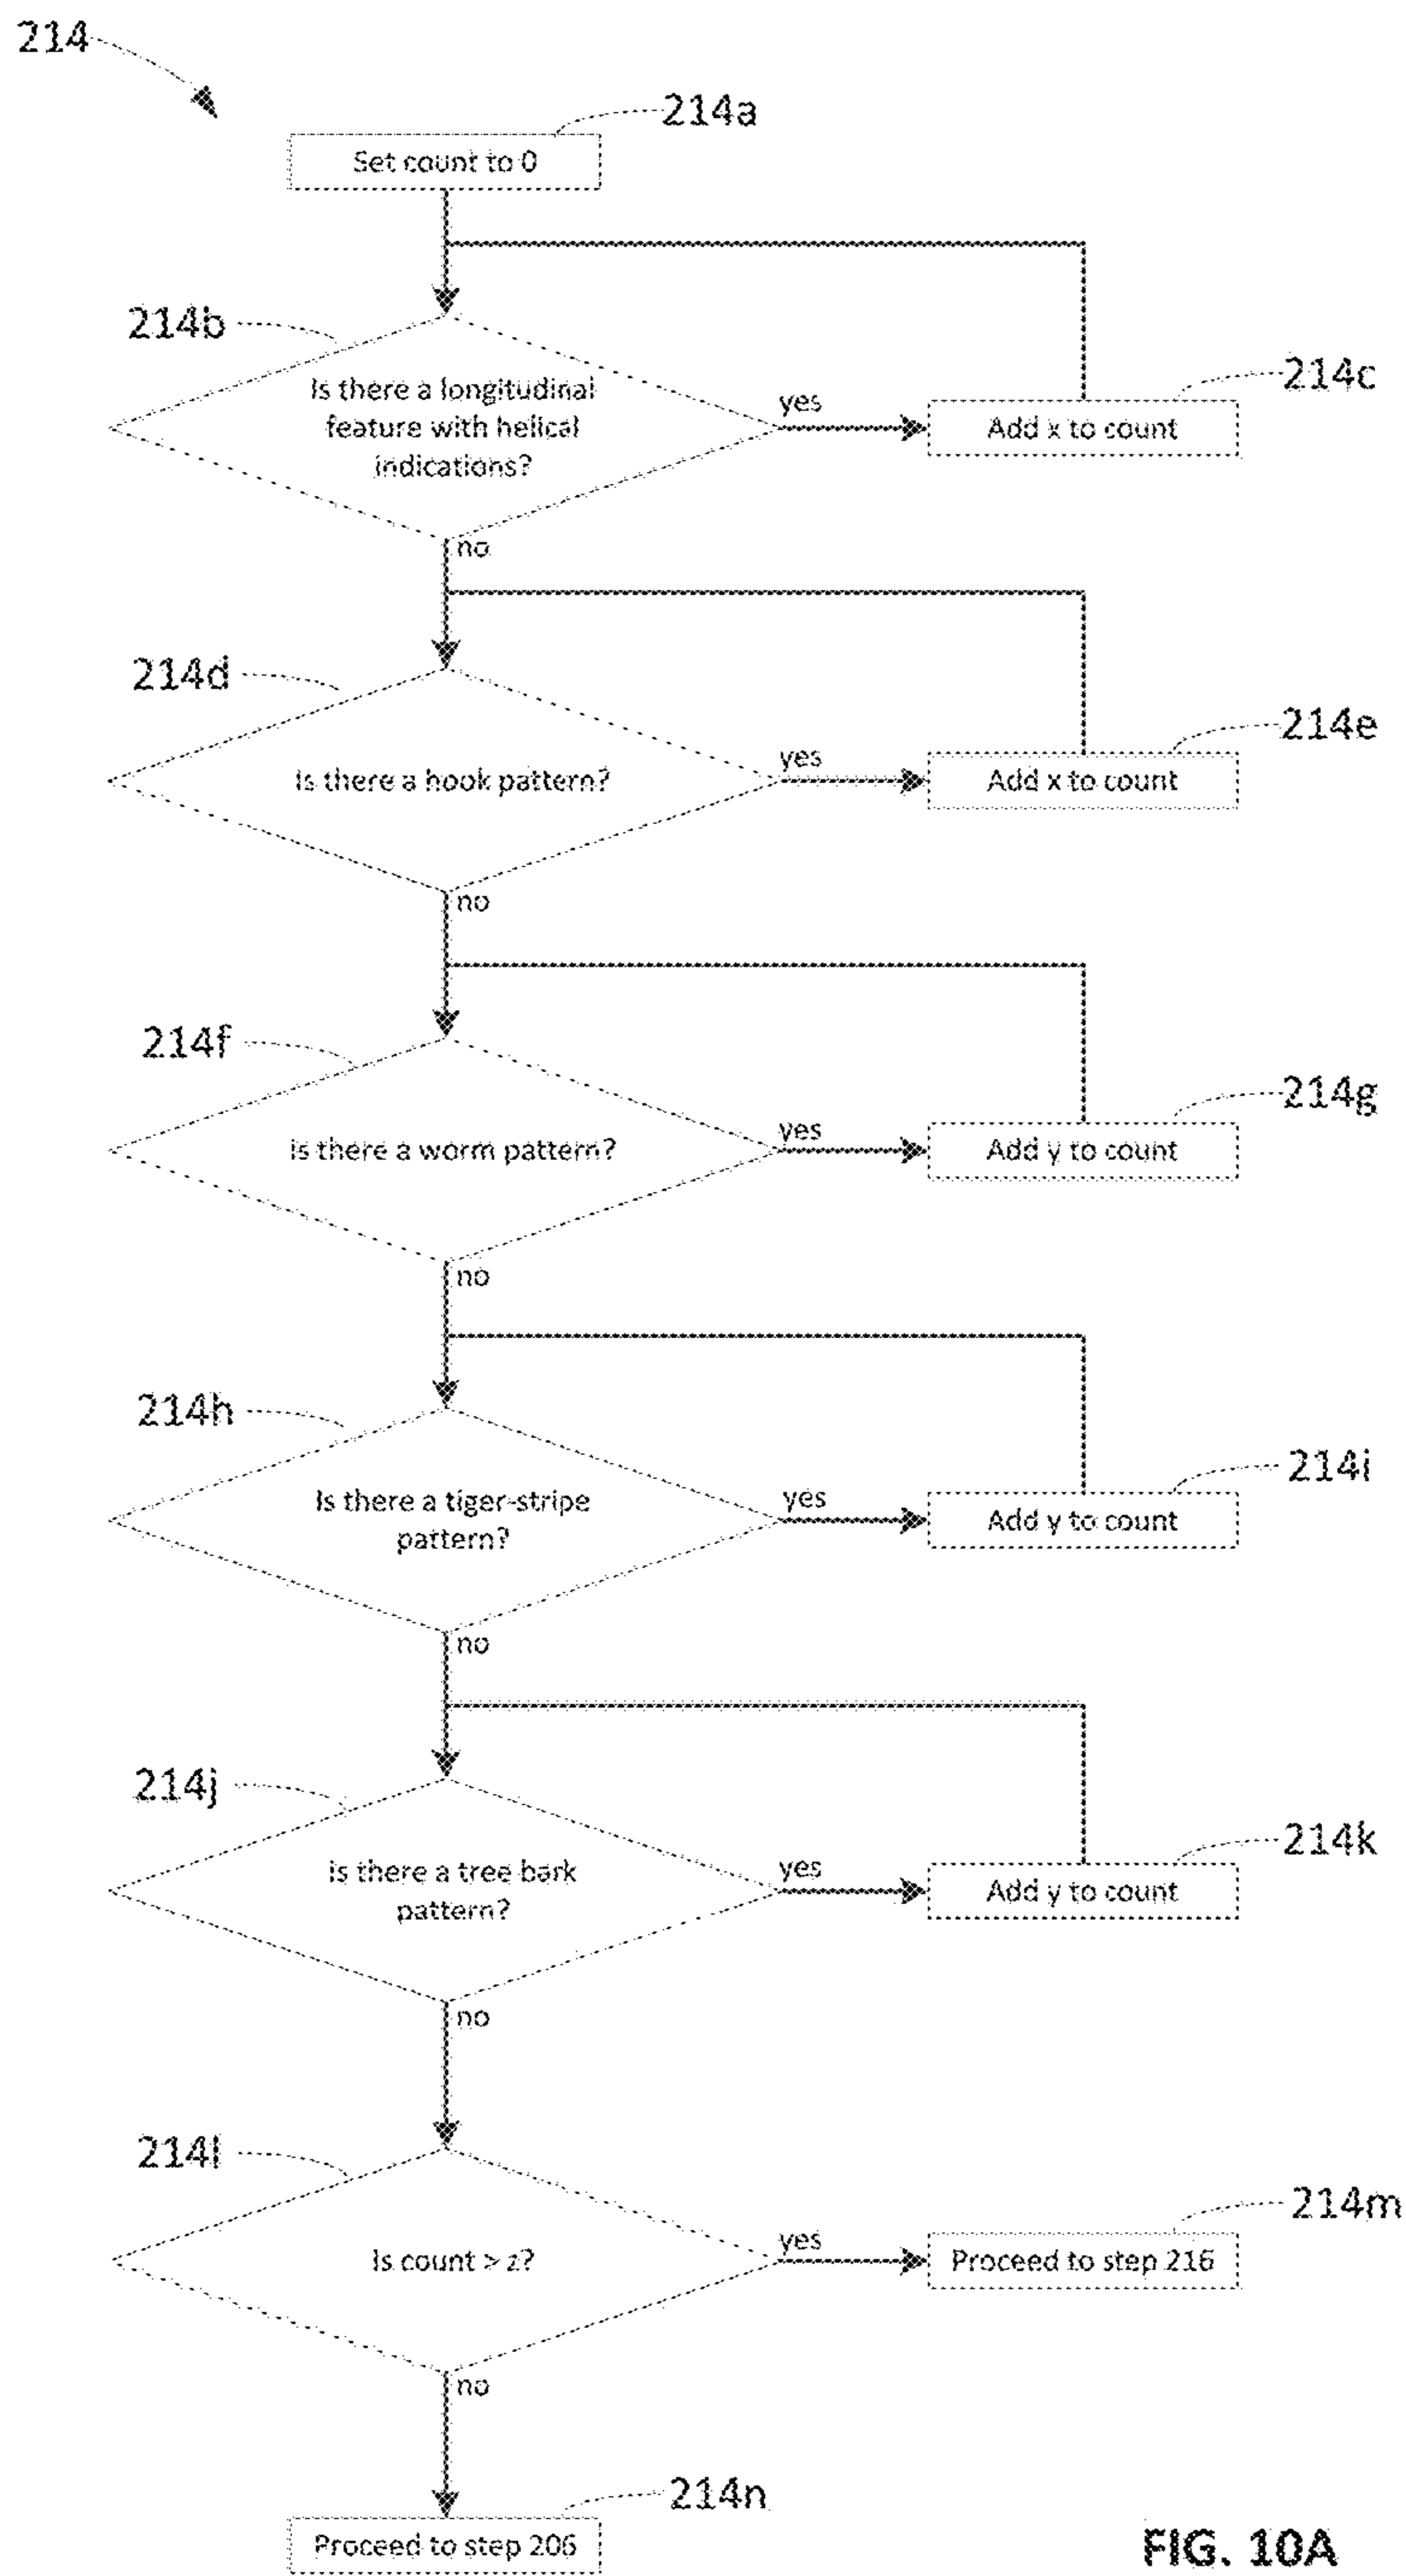 214
214a
Set count to 0
214b
Is there a longitudinal
feature with helical
indications?
yes
214c
Add x to count
no
214d
Is there a hook pattern?
yes
214e
Add x to count
no
214f
Is there a worm pattern?
yes
214g
Add y to count
no
214h
Is there a tiger-stripe
pattern?
yes
214i
Add y to count
no
214j
Is there a tree bark
pattern?
yes
214k
Add y to count
no
214l
Is count > z?
yes
214m
Proceed to step 216
no
214n
Proceed to step 206
FIG. 10A